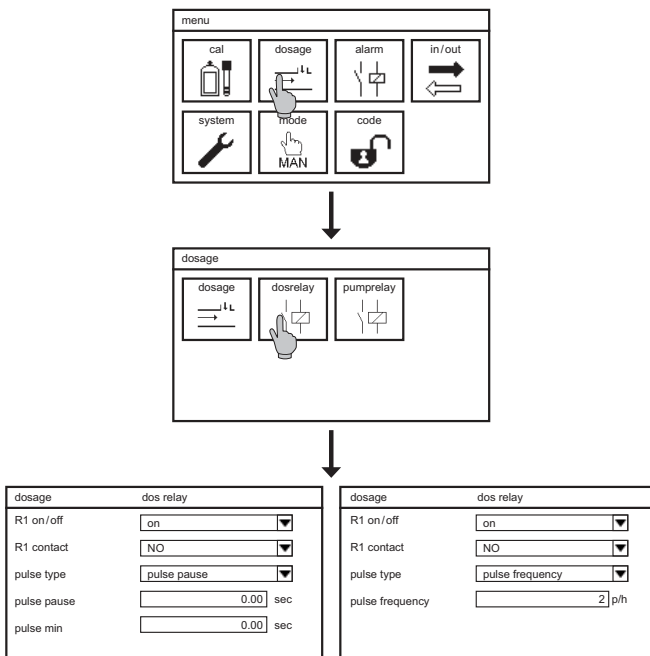 menu
cal dosage alarm in/out
system mode code
MAN
dosage
dosage dosrelay pumprelay
dosage dos relay
R1 on/off on
R1 contact NO
pulse type pulse pause
pulse pause 0.00 sec
pulse min 0.00 sec
dosage dos relay
R1 on/off on
R1 contact NO
pulse type pulse frequency
pulse frequency 2 p/h